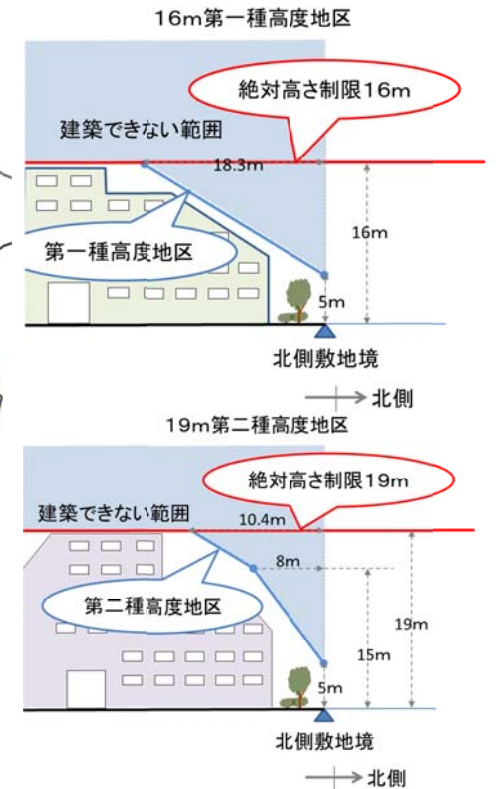 16m第一種高度地区
絶対高さ制限16m
建築できない範囲
18.3m
16m
第一種高度地区
5m
北側敷地境
北側
19m第二種高度地区
絶対高さ制限19m
建築できない範囲
10.4m
8m
第二種高度地区
19m
15m
5m
北側敷地境
北側